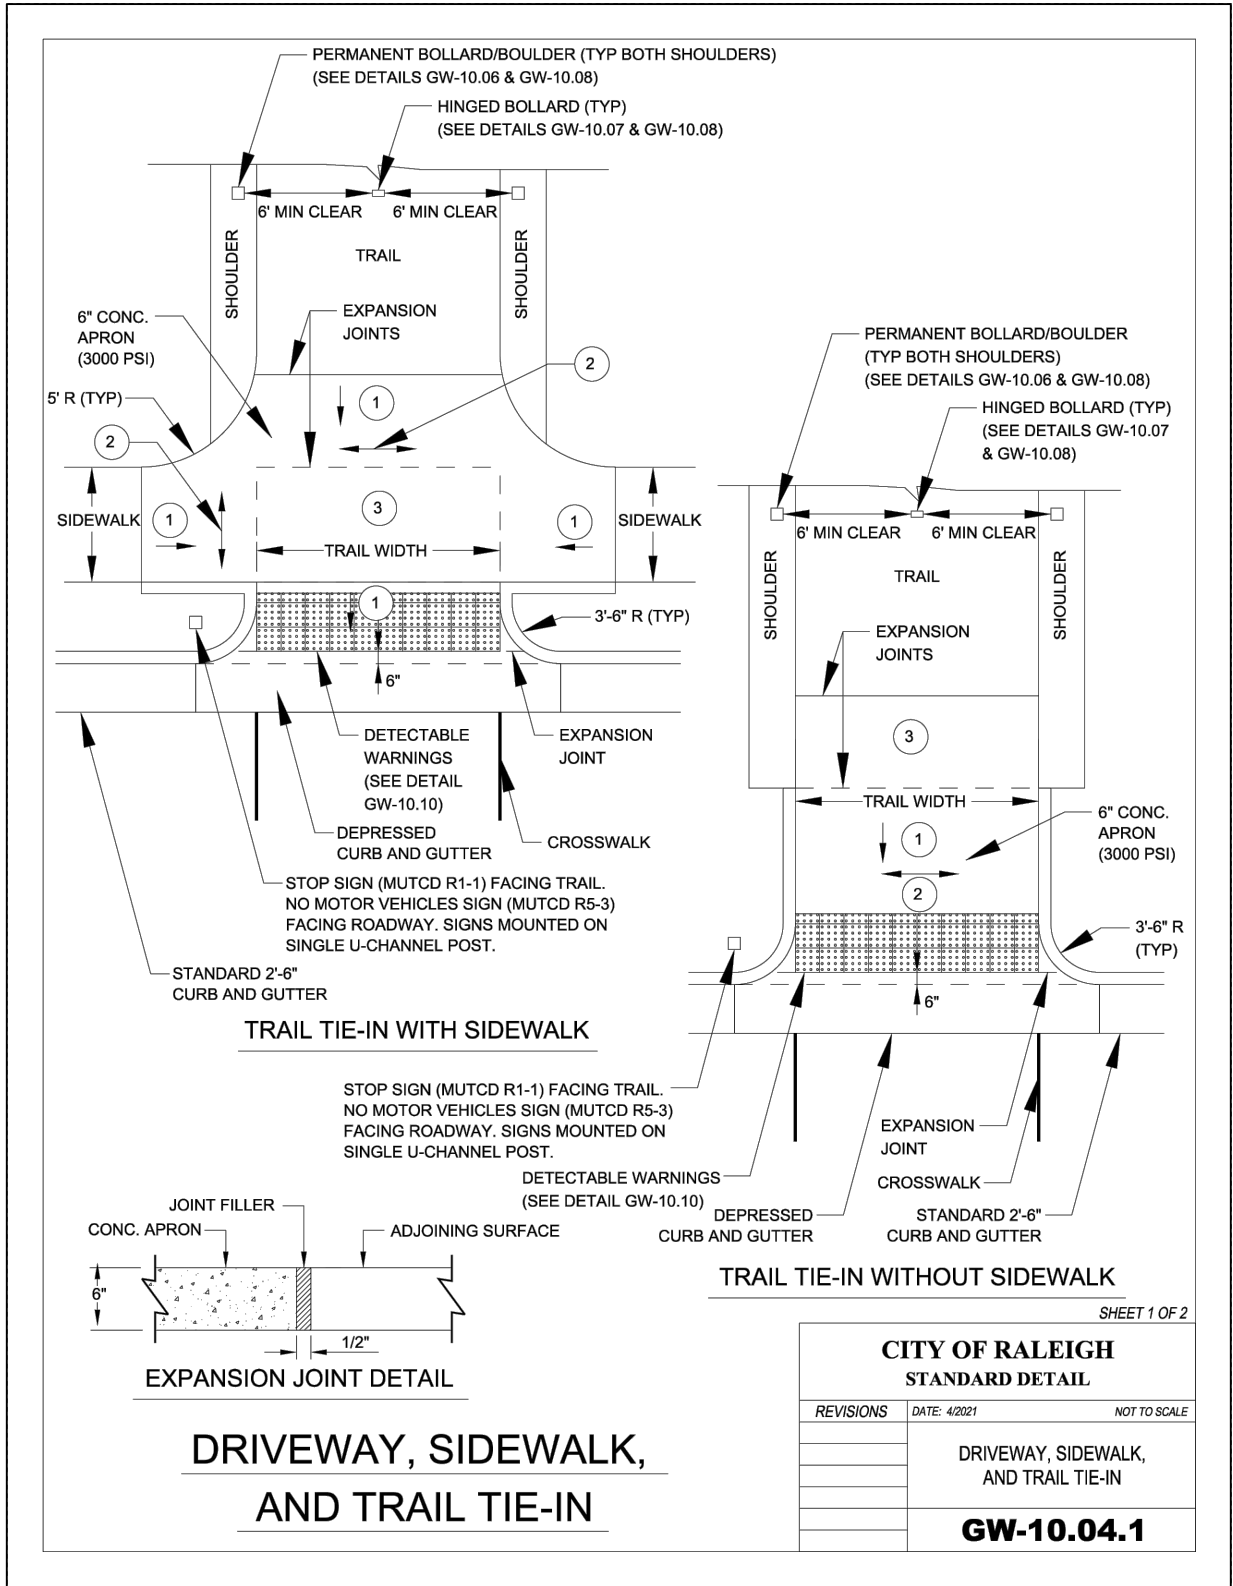 PERMANENT BOLLARD/BOULDER (TYP BOTH SHOULDERS)
(SEE DETAILS GW-10.06 & GW-10.08)
HINGED BOLLARD (TYP)
(SEE DETAILS GW-10.07 & GW-10.08)
6' MIN CLEAR
6' MIN CLEAR
SHOULDER
TRAIL
SHOULDER
EXPANSION
JOINTS
6" CONC.
APRON
(3000 PSI)
2
5' R (TYP)
1
2
3
SIDEWALK
1
1
SIDEWALK
TRAIL WIDTH
1
3'-6" R (TYP)
6"
DETECTABLE
WARNINGS
(SEE DETAIL
GW-10.10)
EXPANSION
JOINT
DEPRESSED
CURB AND GUTTER
CROSSWALK
STOP SIGN (MUTCD R1-1) FACING TRAIL.
NO MOTOR VEHICLES SIGN (MUTCD R5-3)
FACING ROADWAY. SIGNS MOUNTED ON
SINGLE U-CHANNEL POST.
STANDARD 2'-6"
CURB AND GUTTER
TRAIL TIE-IN WITH SIDEWALK
PERMANENT BOLLARD/BOULDER
(TYP BOTH SHOULDERS)
(SEE DETAILS GW-10.06 & GW-10.08)
HINGED BOLLARD (TYP)
(SEE DETAILS GW-10.07
& GW-10.08)
6' MIN CLEAR
6' MIN CLEAR
SHOULDER
TRAIL
SHOULDER
EXPANSION
JOINTS
3
TRAIL WIDTH
6" CONC.
APRON
(3000 PSI)
1
2
3'-6" R
(TYP)
6"
STOP SIGN (MUTCD R1-1) FACING TRAIL.
NO MOTOR VEHICLES SIGN (MUTCD R5-3)
FACING ROADWAY. SIGNS MOUNTED ON
SINGLE U-CHANNEL POST.
EXPANSION
JOINT
DETECTABLE WARNINGS
(SEE DETAIL GW-10.10)
CROSSWALK
DEPRESSED
CURB AND GUTTER
STANDARD 2'-6"
CURB AND GUTTER
TRAIL TIE-IN WITHOUT SIDEWALK
JOINT FILLER
CONC. APRON
ADJOINING SURFACE
6"
1/2"
EXPANSION JOINT DETAIL
DRIVEWAY, SIDEWALK,
AND TRAIL TIE-IN
SHEET 1 OF 2
CITY OF RALEIGH
STANDARD DETAIL
REVISIONS
DATE: 4/2021
NOT TO SCALE
DRIVEWAY, SIDEWALK,
AND TRAIL TIE-IN
GW-10.04.1